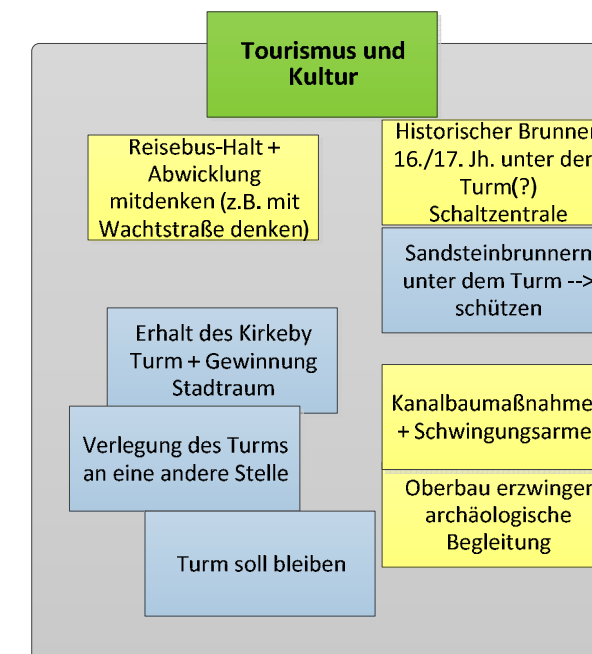 Tourismus und
Kultur
Reisebus-Halt +
Abwicklung
mitdenken (z.B. mit
Wachtstraße denken)
Historischer Brunnen
16./17. Jh. unter dem
Turm(?)
Schaltzentrale
Sandsteinbrunnern
unter dem Turm -->
schützen
Erhalt des Kirkeby
Turm + Gewinnung
Stadtraum
Verlegung des Turms
an eine andere Stelle
Turm soll bleiben
Kanalbaumaßnahme
+ Schwingungsarme
Oberbau erzwingen
archäologische
Begleitung